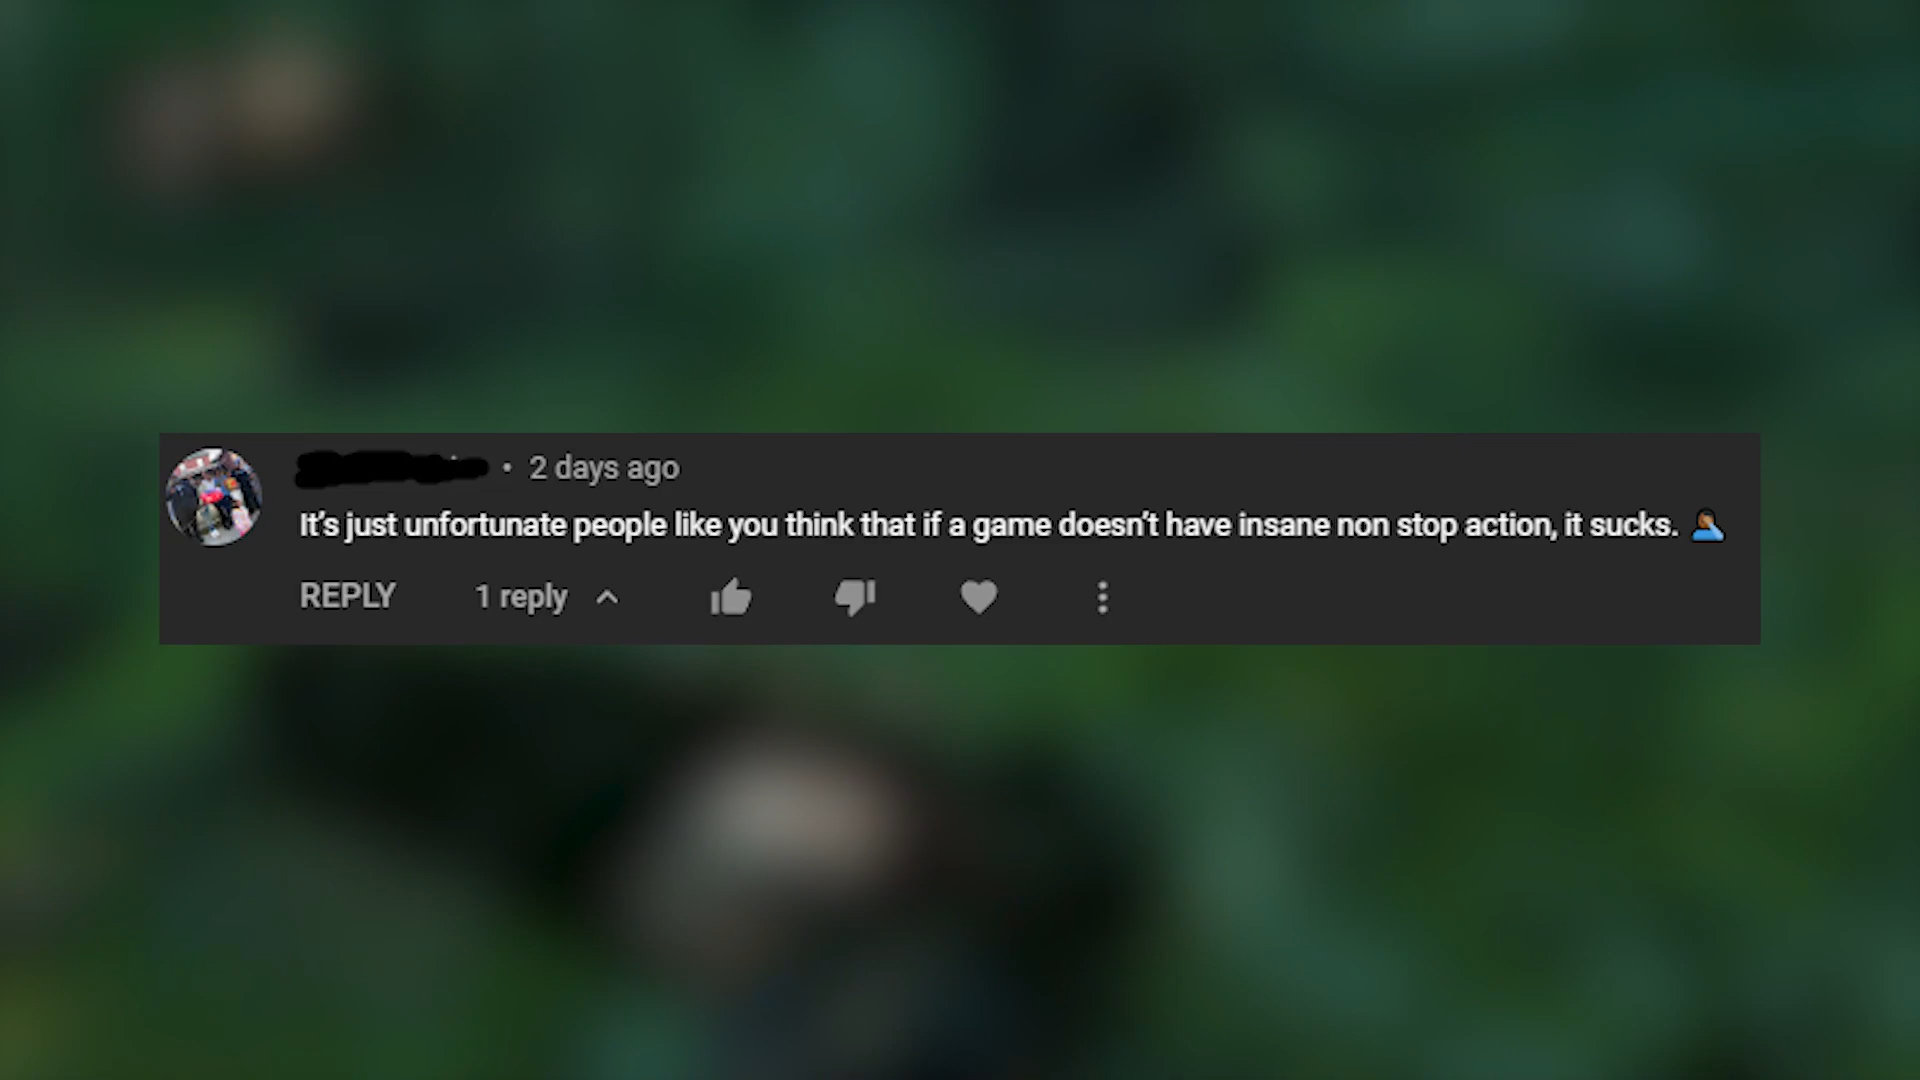 • 2 days ago
It's just unfortunate people like you think that if a game doesn't have insane non stop action, it sucks. 🤦🏾
REPLY 1 reply